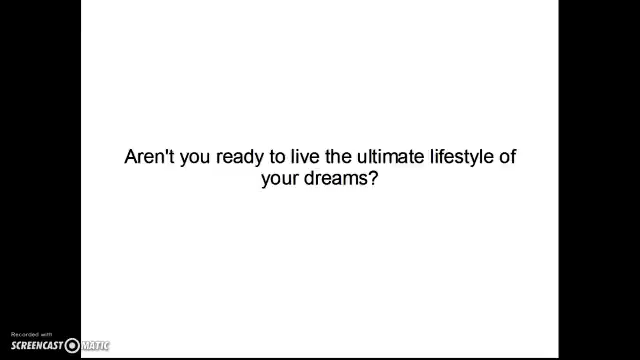 Aren't you ready to live the ultimate lifestyle of
your dreams?
Recorded with
SCREENCAST MATIC